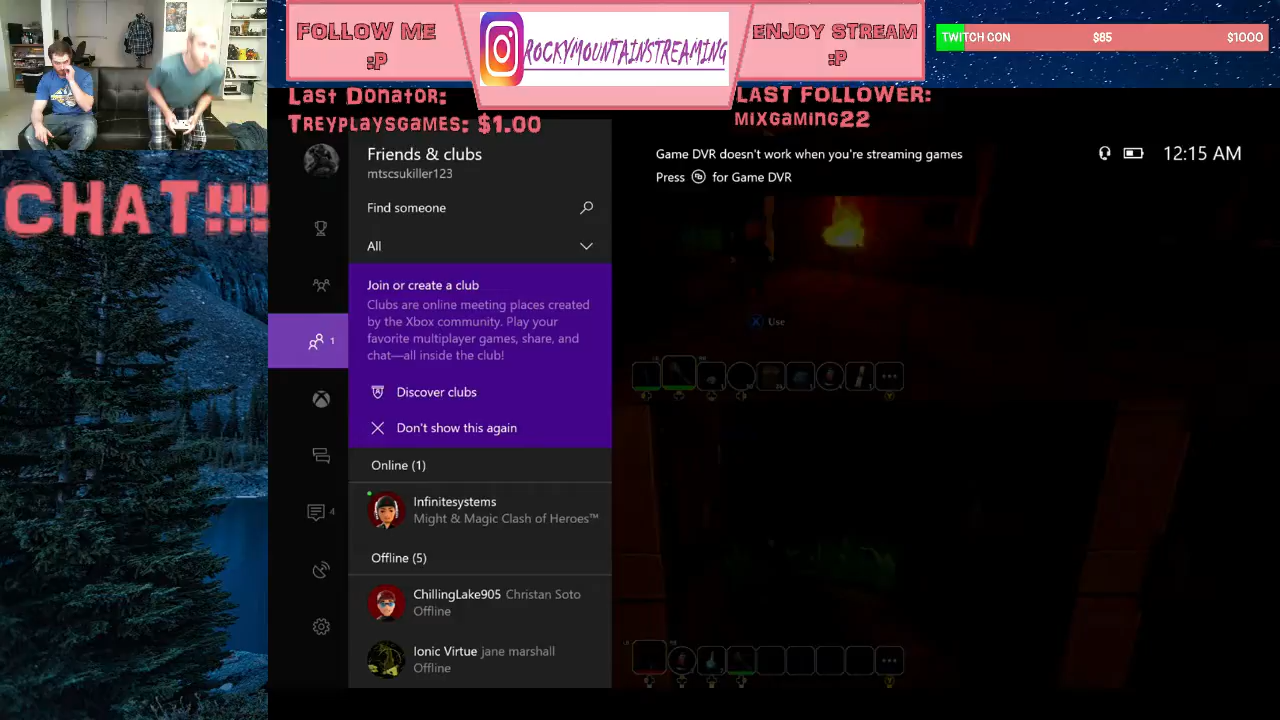 FOLLOW ME
:P
ROCKYMOUNTAINSTREAMING
ENJOY STREAM
:P
TWITCH CON $85 $1000
Last Donator:
Treyplaysgames: $1.00
LAST FOLLOWER:
mixgaming22
CHAT!!!
Friends & clubs
mtscsukiller123
Find someone
All
Join or create a club
Clubs are online meeting places created
by the Xbox community. Play your
favorite multiplayer games, share, and
chat—all inside the club!
Discover clubs
Don't show this again
Online (1)
Infinitesystems
Might & Magic Clash of Heroes™
Offline (5)
ChillingLake905 Christan Soto
Offline
Ionic Virtue jane marshall
Offline
1
4
Game DVR doesn't work when you're streaming games
Press for Game DVR
12:15 AM
X Use